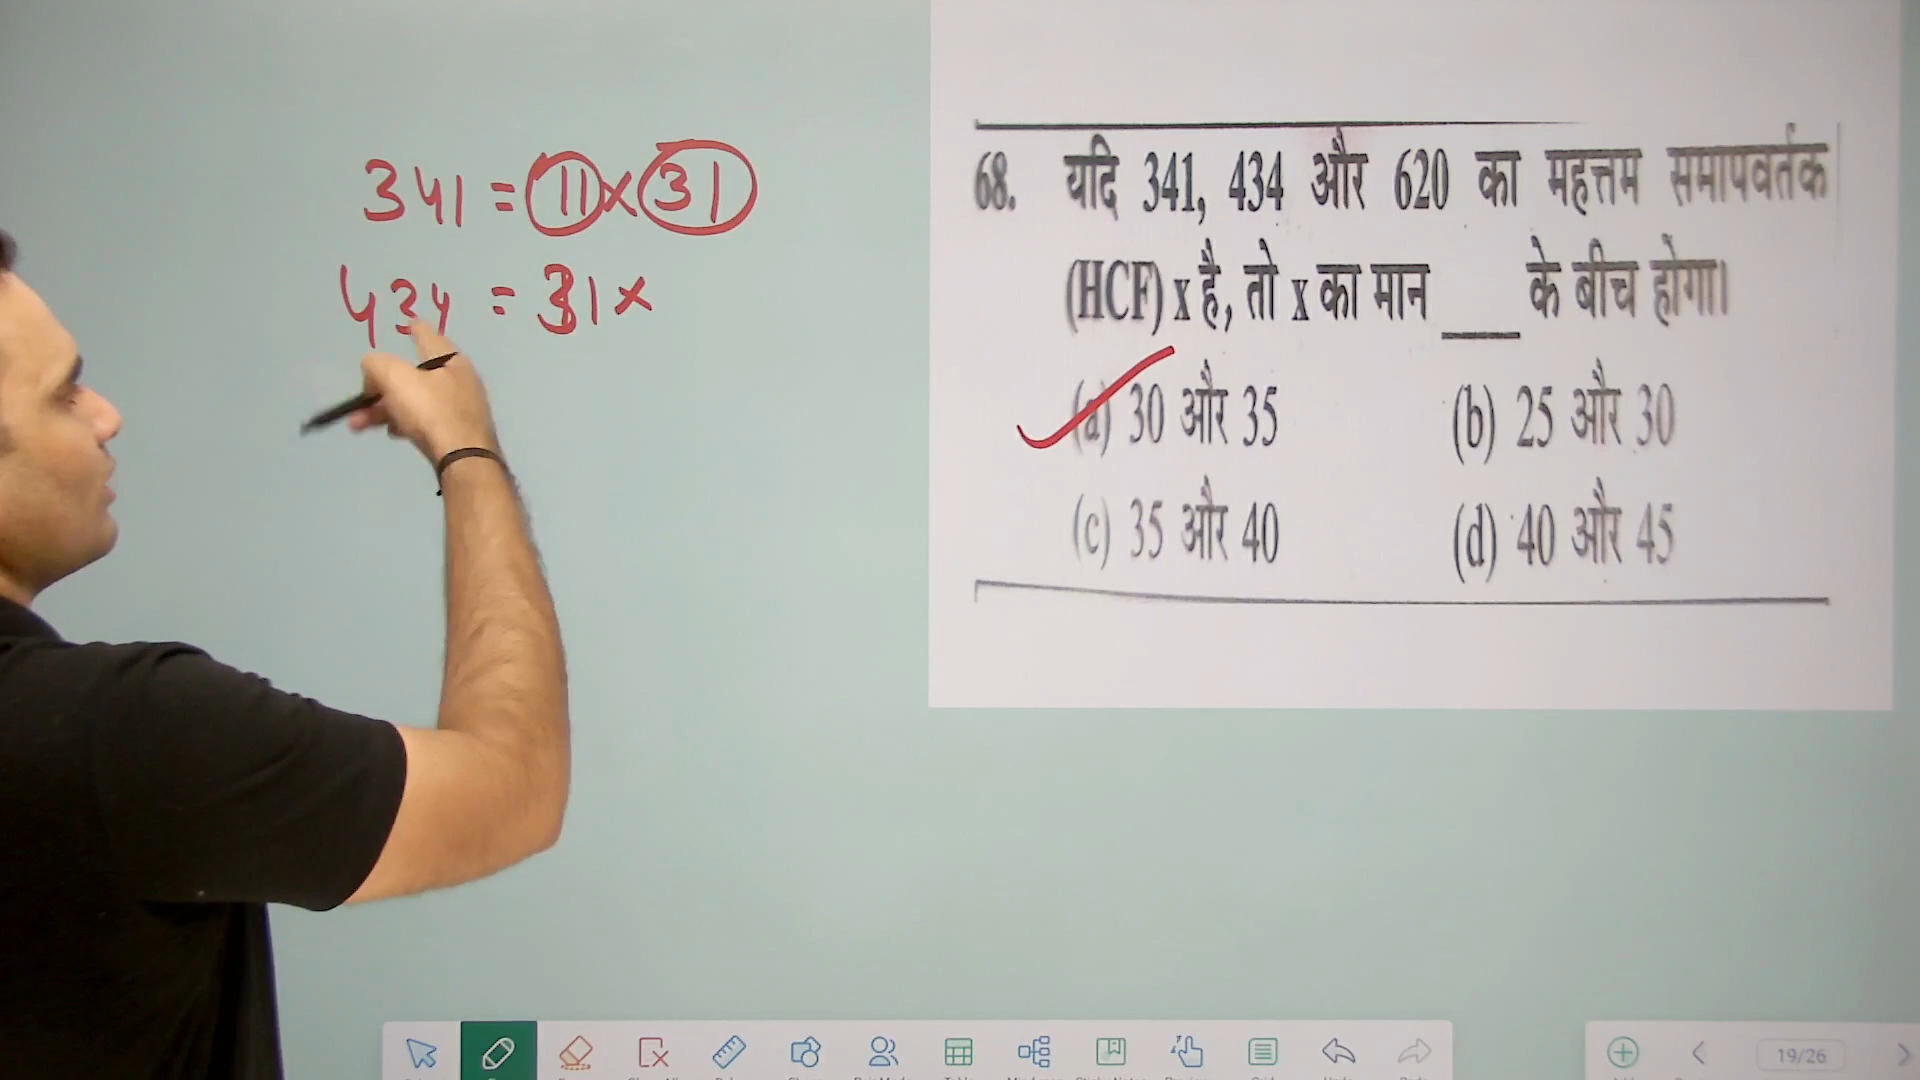 341 = 11 x 31
434 = 31 x
68. यदि 341, 434 और 620 का महत्तम समापवर्तक
(HCF) x है, तो x का मान ____ के बीच होगा।
(a) 30 और 35 (b) 25 और 30
(c) 35 और 40 (d) 40 और 45
19/26